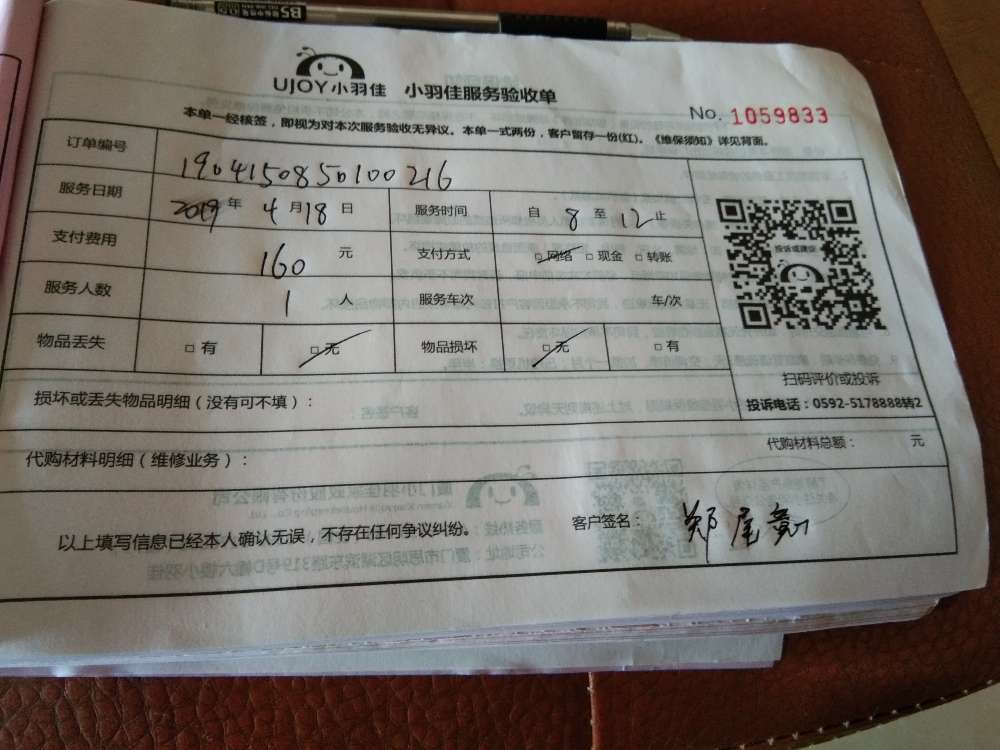 UJOY小羽佳 小羽佳服务验收单
No. 1059833
本单一经核签，即视为对本次服务验收无异议。本单一式两份，客户留存一份(红)。《维保须知》详见背面。
订单编号 1904150850100216
服务日期 2019年 4月18日 服务时间 自 8 至 12 止
支付费用 160 元 支付方式 □网络 □现金 □转账
服务人数 1 人 服务车次 车/次
物品丢失 □有 □无 物品损坏 □无 □有
投诉或建议
扫码评价或投诉
投诉电话：0592-5178888转2
损坏或丢失物品明细（没有可不填）：
代购材料明细（维修业务）： 代购材料总额： 元
以上填写信息已经本人确认无误，不存在任何争议纠纷。 客户签名： 郑尾